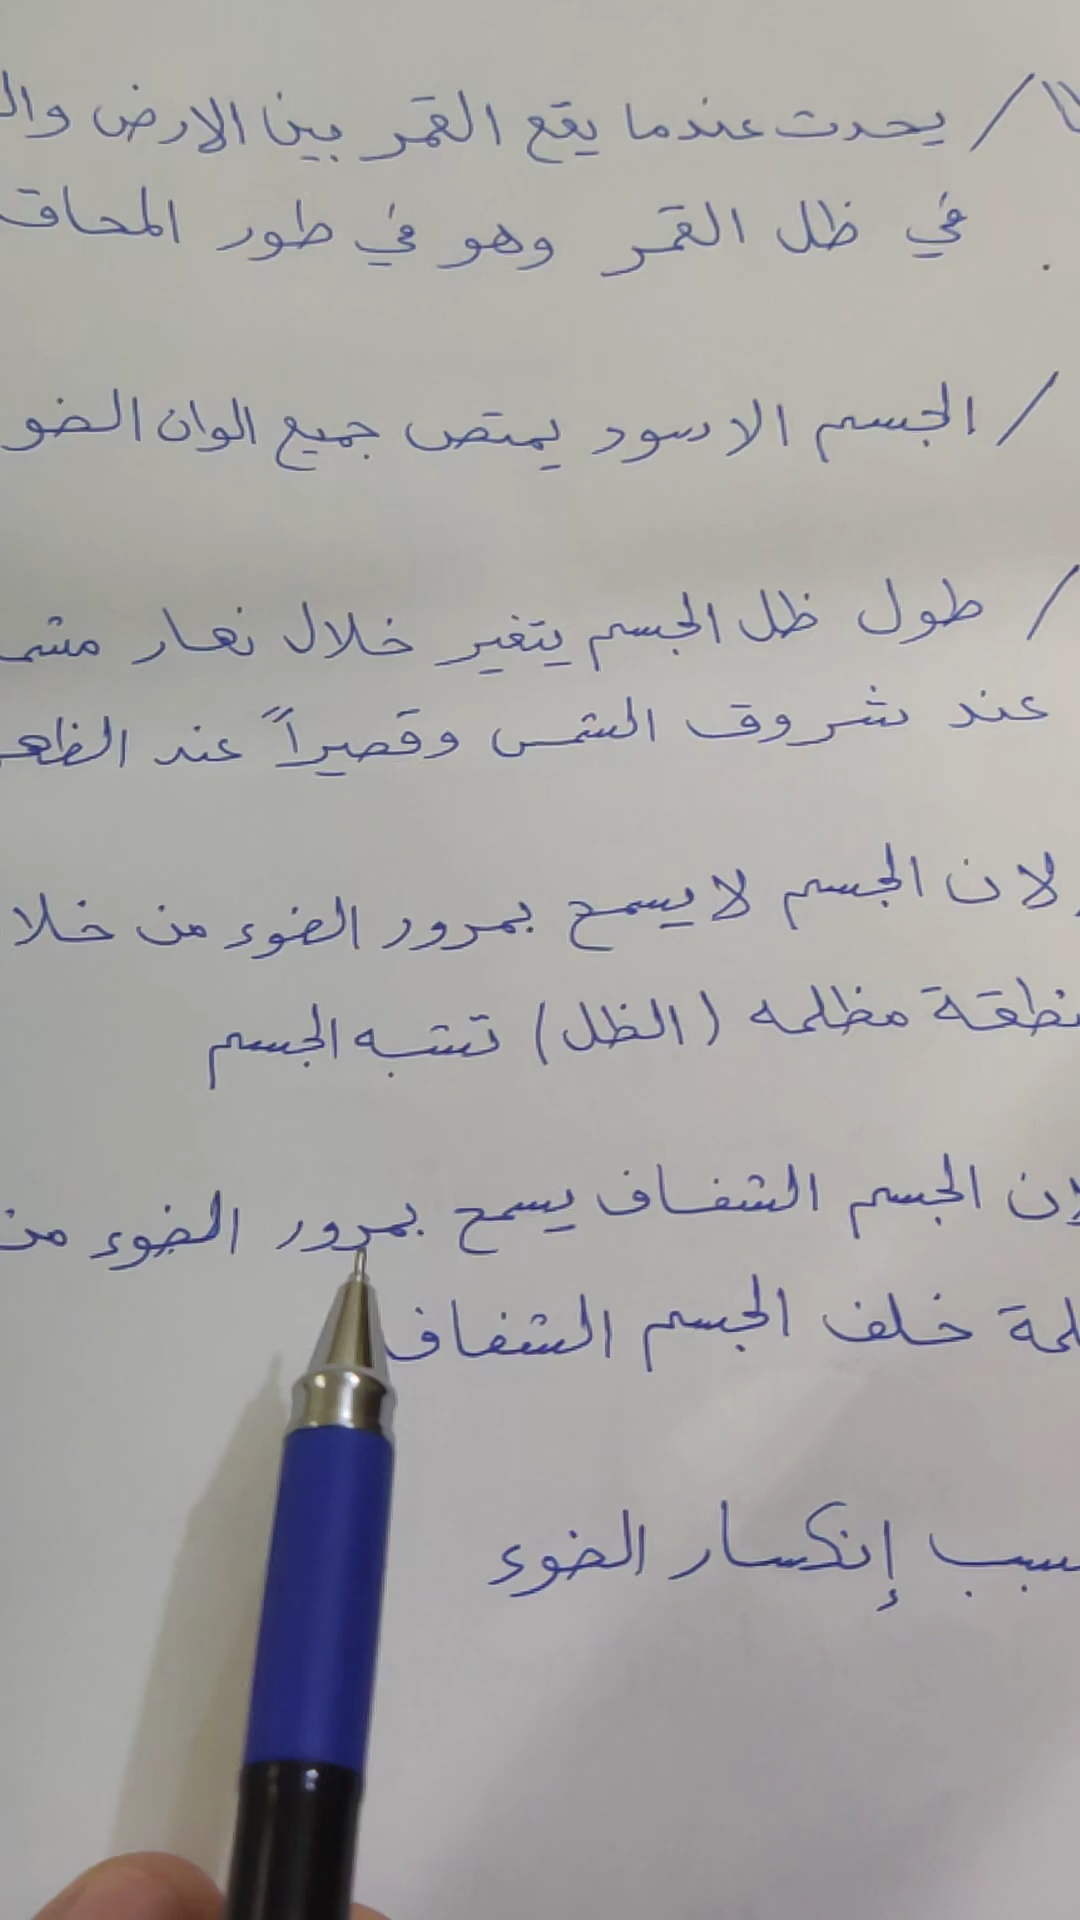 يحدث عندما يقع القمر بين الارض
في ظل القمر وهو في طور المحاق
/ الجسم الاسود يمتص جميع الوان الضو
/ طول ظل الجسم يتغير خلال نهار
عند شروق الشمس وقصيراً عند
لان الجسم لا يسمح بمرور الضوء من خلا
مظلمه (الظل) تشبه الجسم
الجسم الشفاف يسمح بمرور الضوء من
خلف الجسم الشفاف
إنكسار الضوء